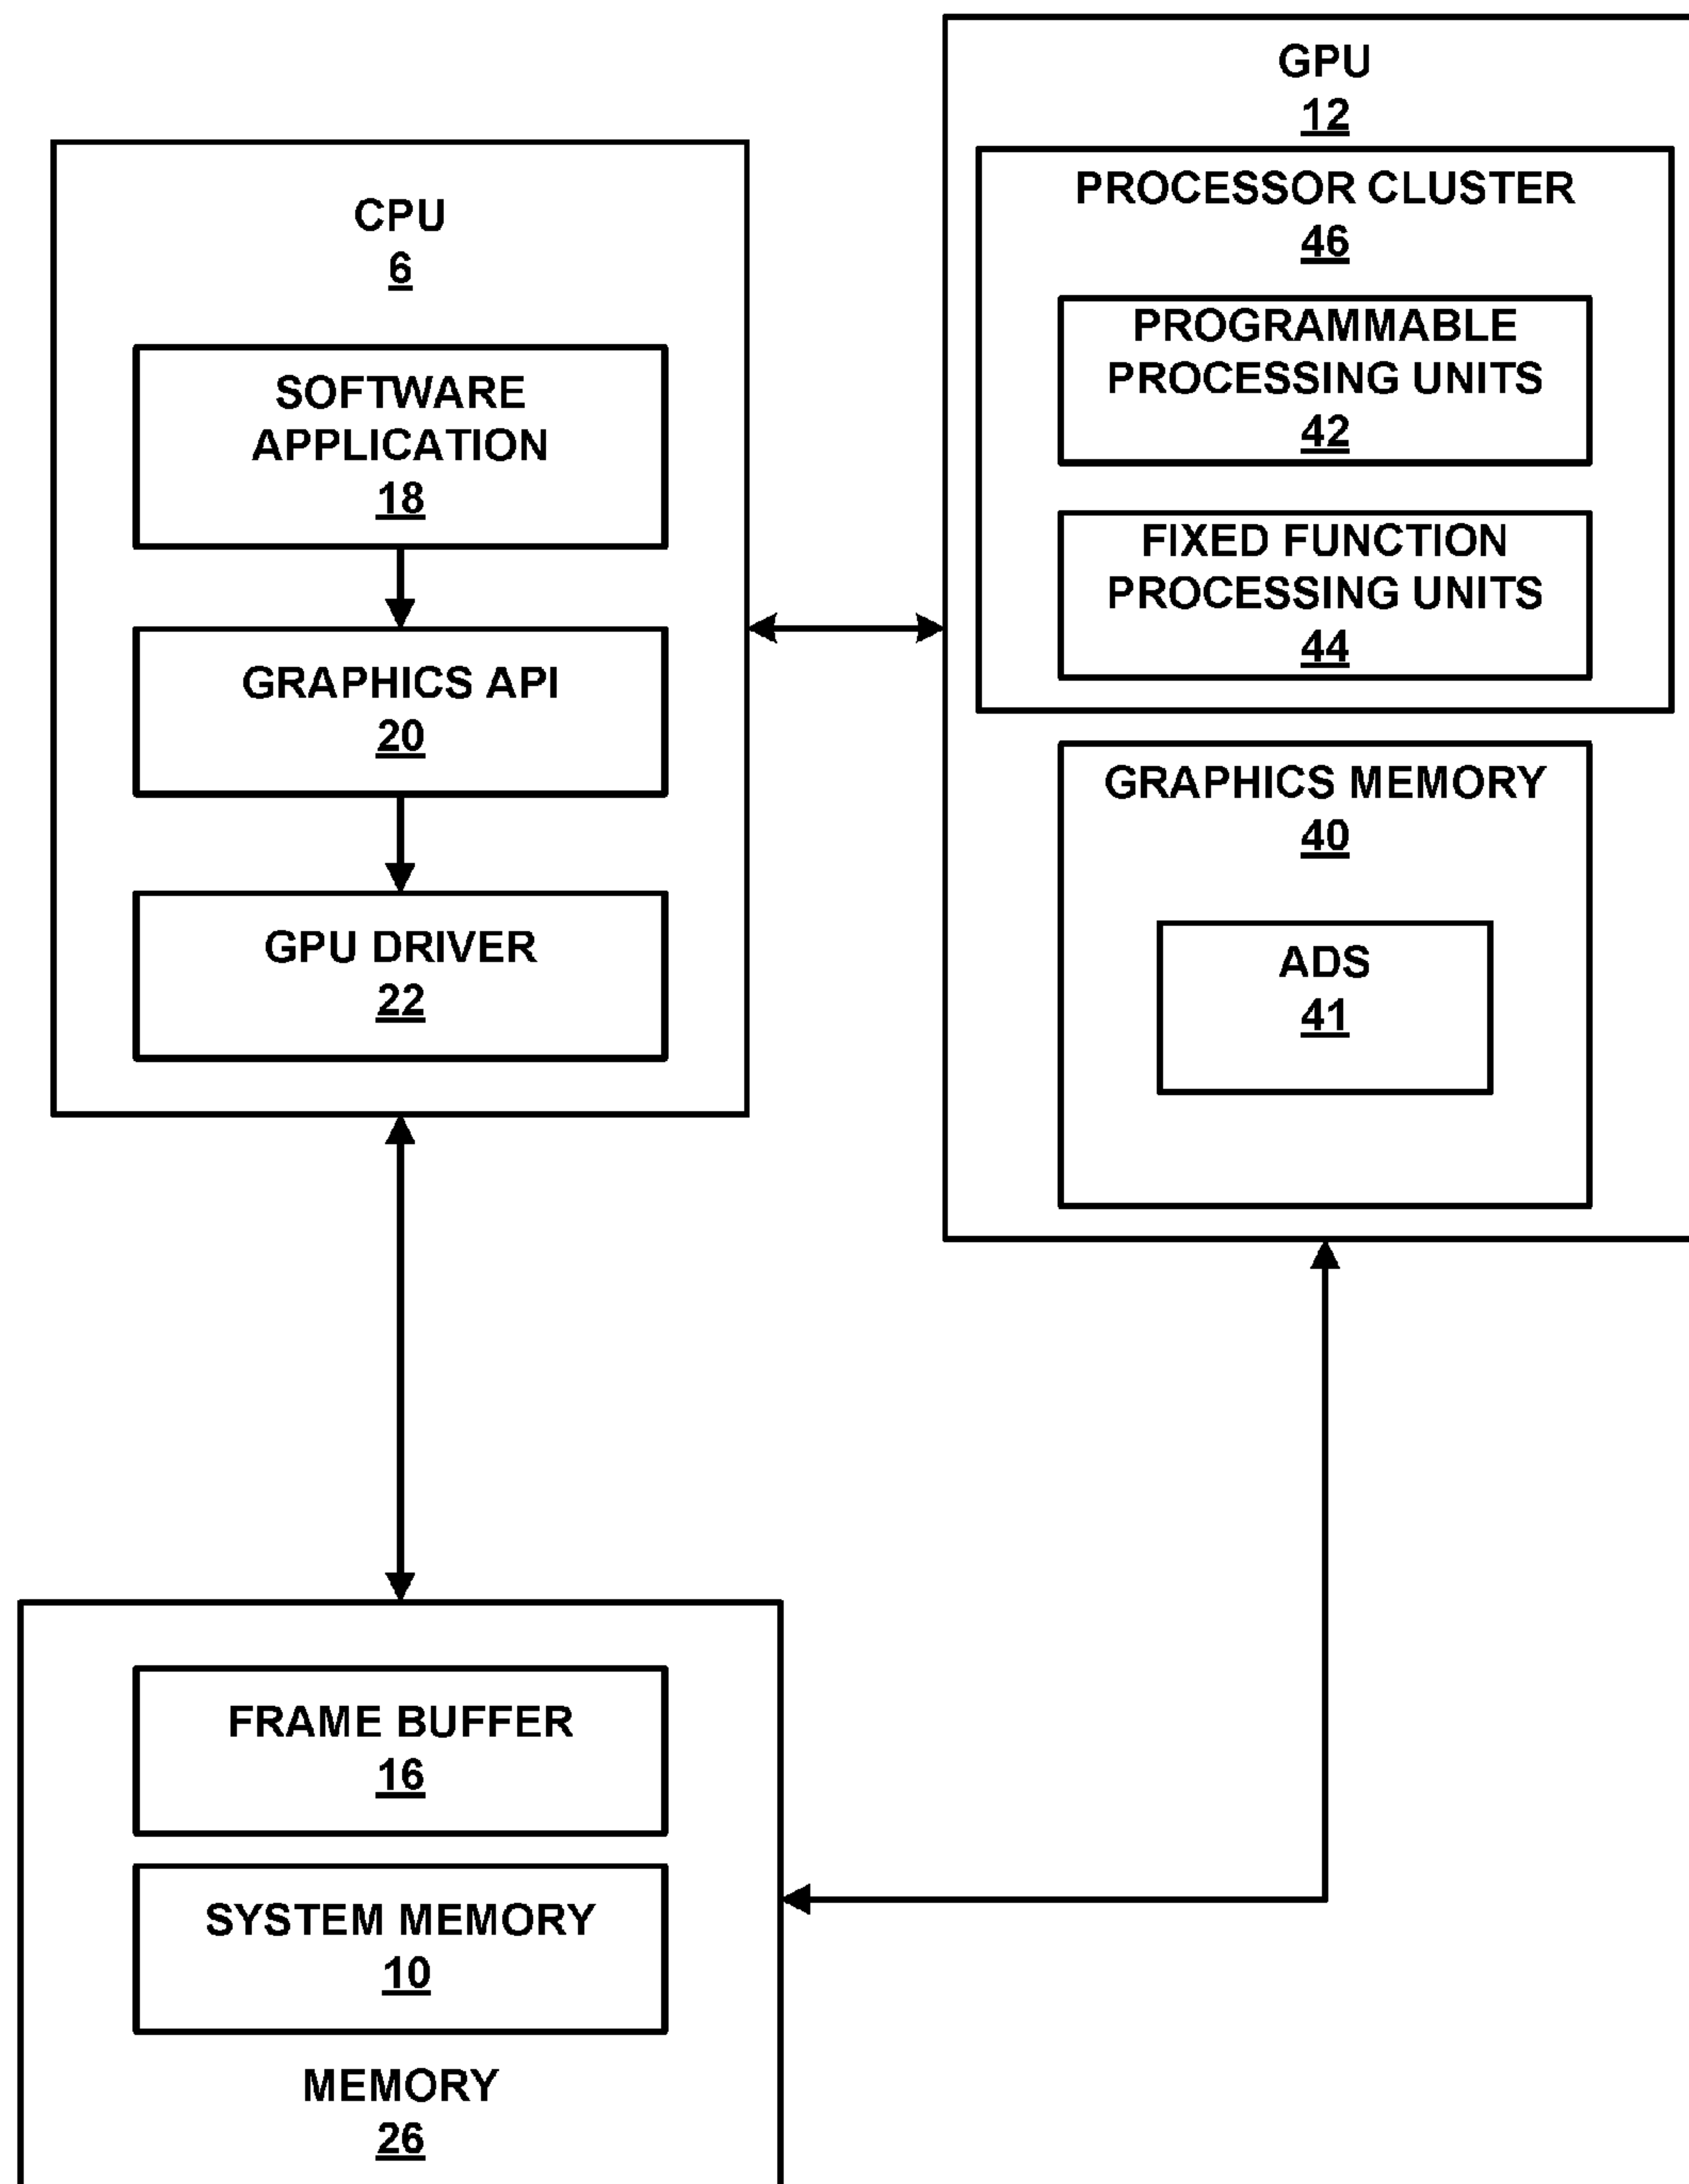 CPU
6
SOFTWARE
APPLICATION
18
GRAPHICS API
20
GPU DRIVER
22
GPU
12
PROCESSOR CLUSTER
46
PROGRAMMABLE
PROCESSING UNITS
42
FIXED FUNCTION
PROCESSING UNITS
44
GRAPHICS MEMORY
40
ADS
41
FRAME BUFFER
16
SYSTEM MEMORY
10
MEMORY
26